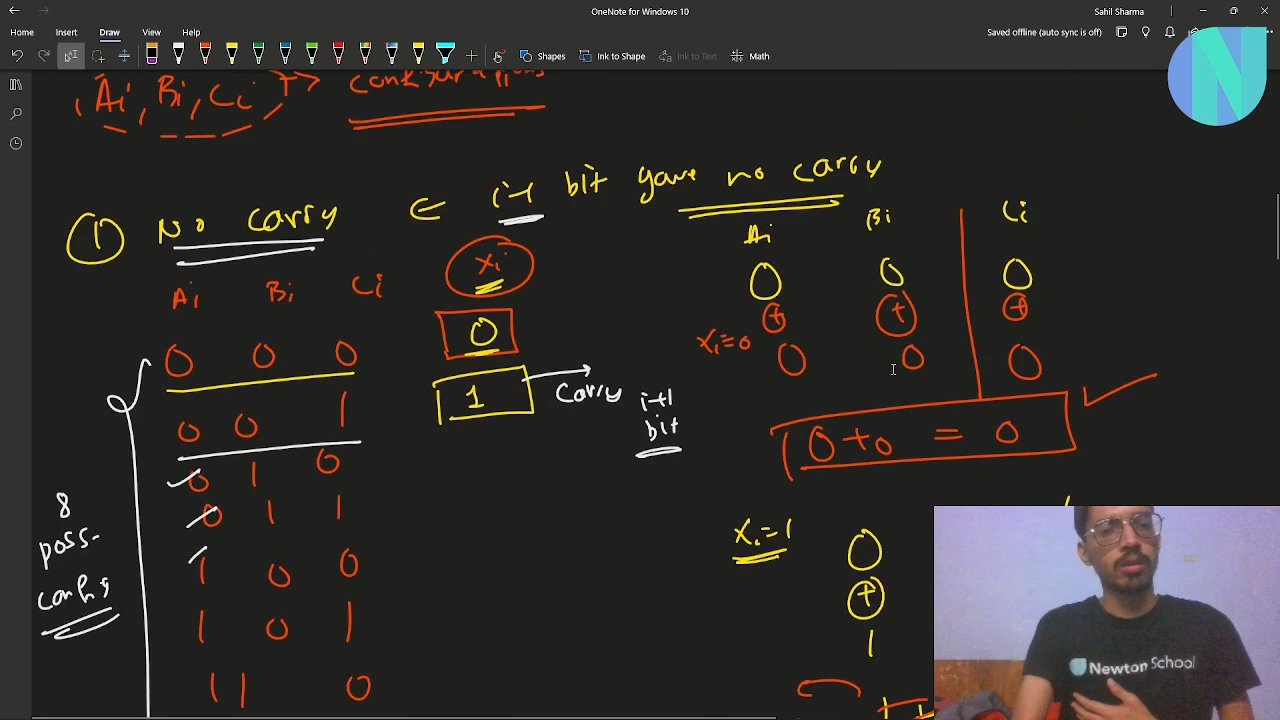 OneNote for Windows 10
Sahil Sharma
Home Insert Draw View Help
Saved offline (auto sync is off)
Shapes Ink to Shape Ink to Text Math
, Ai, Bi, Ci → configurations
① No carry ∈ i-1 bit gave no carry
Ai Bi Ci
Ai Bi Ci xi
0 0 0
⊕ ⊕ ⊕
xi=0 0 0 0
0 0 0 0
0 0 1 1 → carry i+1 bit
0+0 = 0
0 1 0
0 1 1
1 0 0
1 0 1
1 1 0
8
poss-
configs
xi=1 0
⊕
1
Newton School